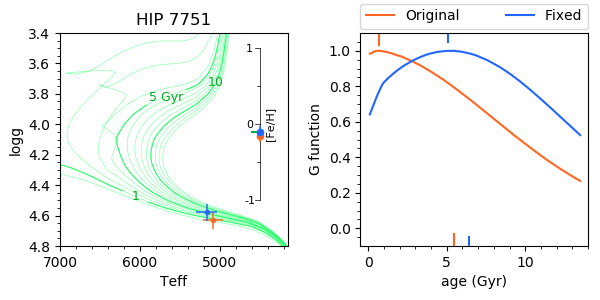 HIP 7751
Original
Fixed
3.4
3.6
3.8
4.0
4.2
4.4
4.6
4.8
logg
7000
6000
5000
Teff
5 Gyr
10
1
1
0
-1
[Fe/H]
1.0
0.8
0.6
0.4
0.2
0.0
G function
0
5
10
age (Gyr)